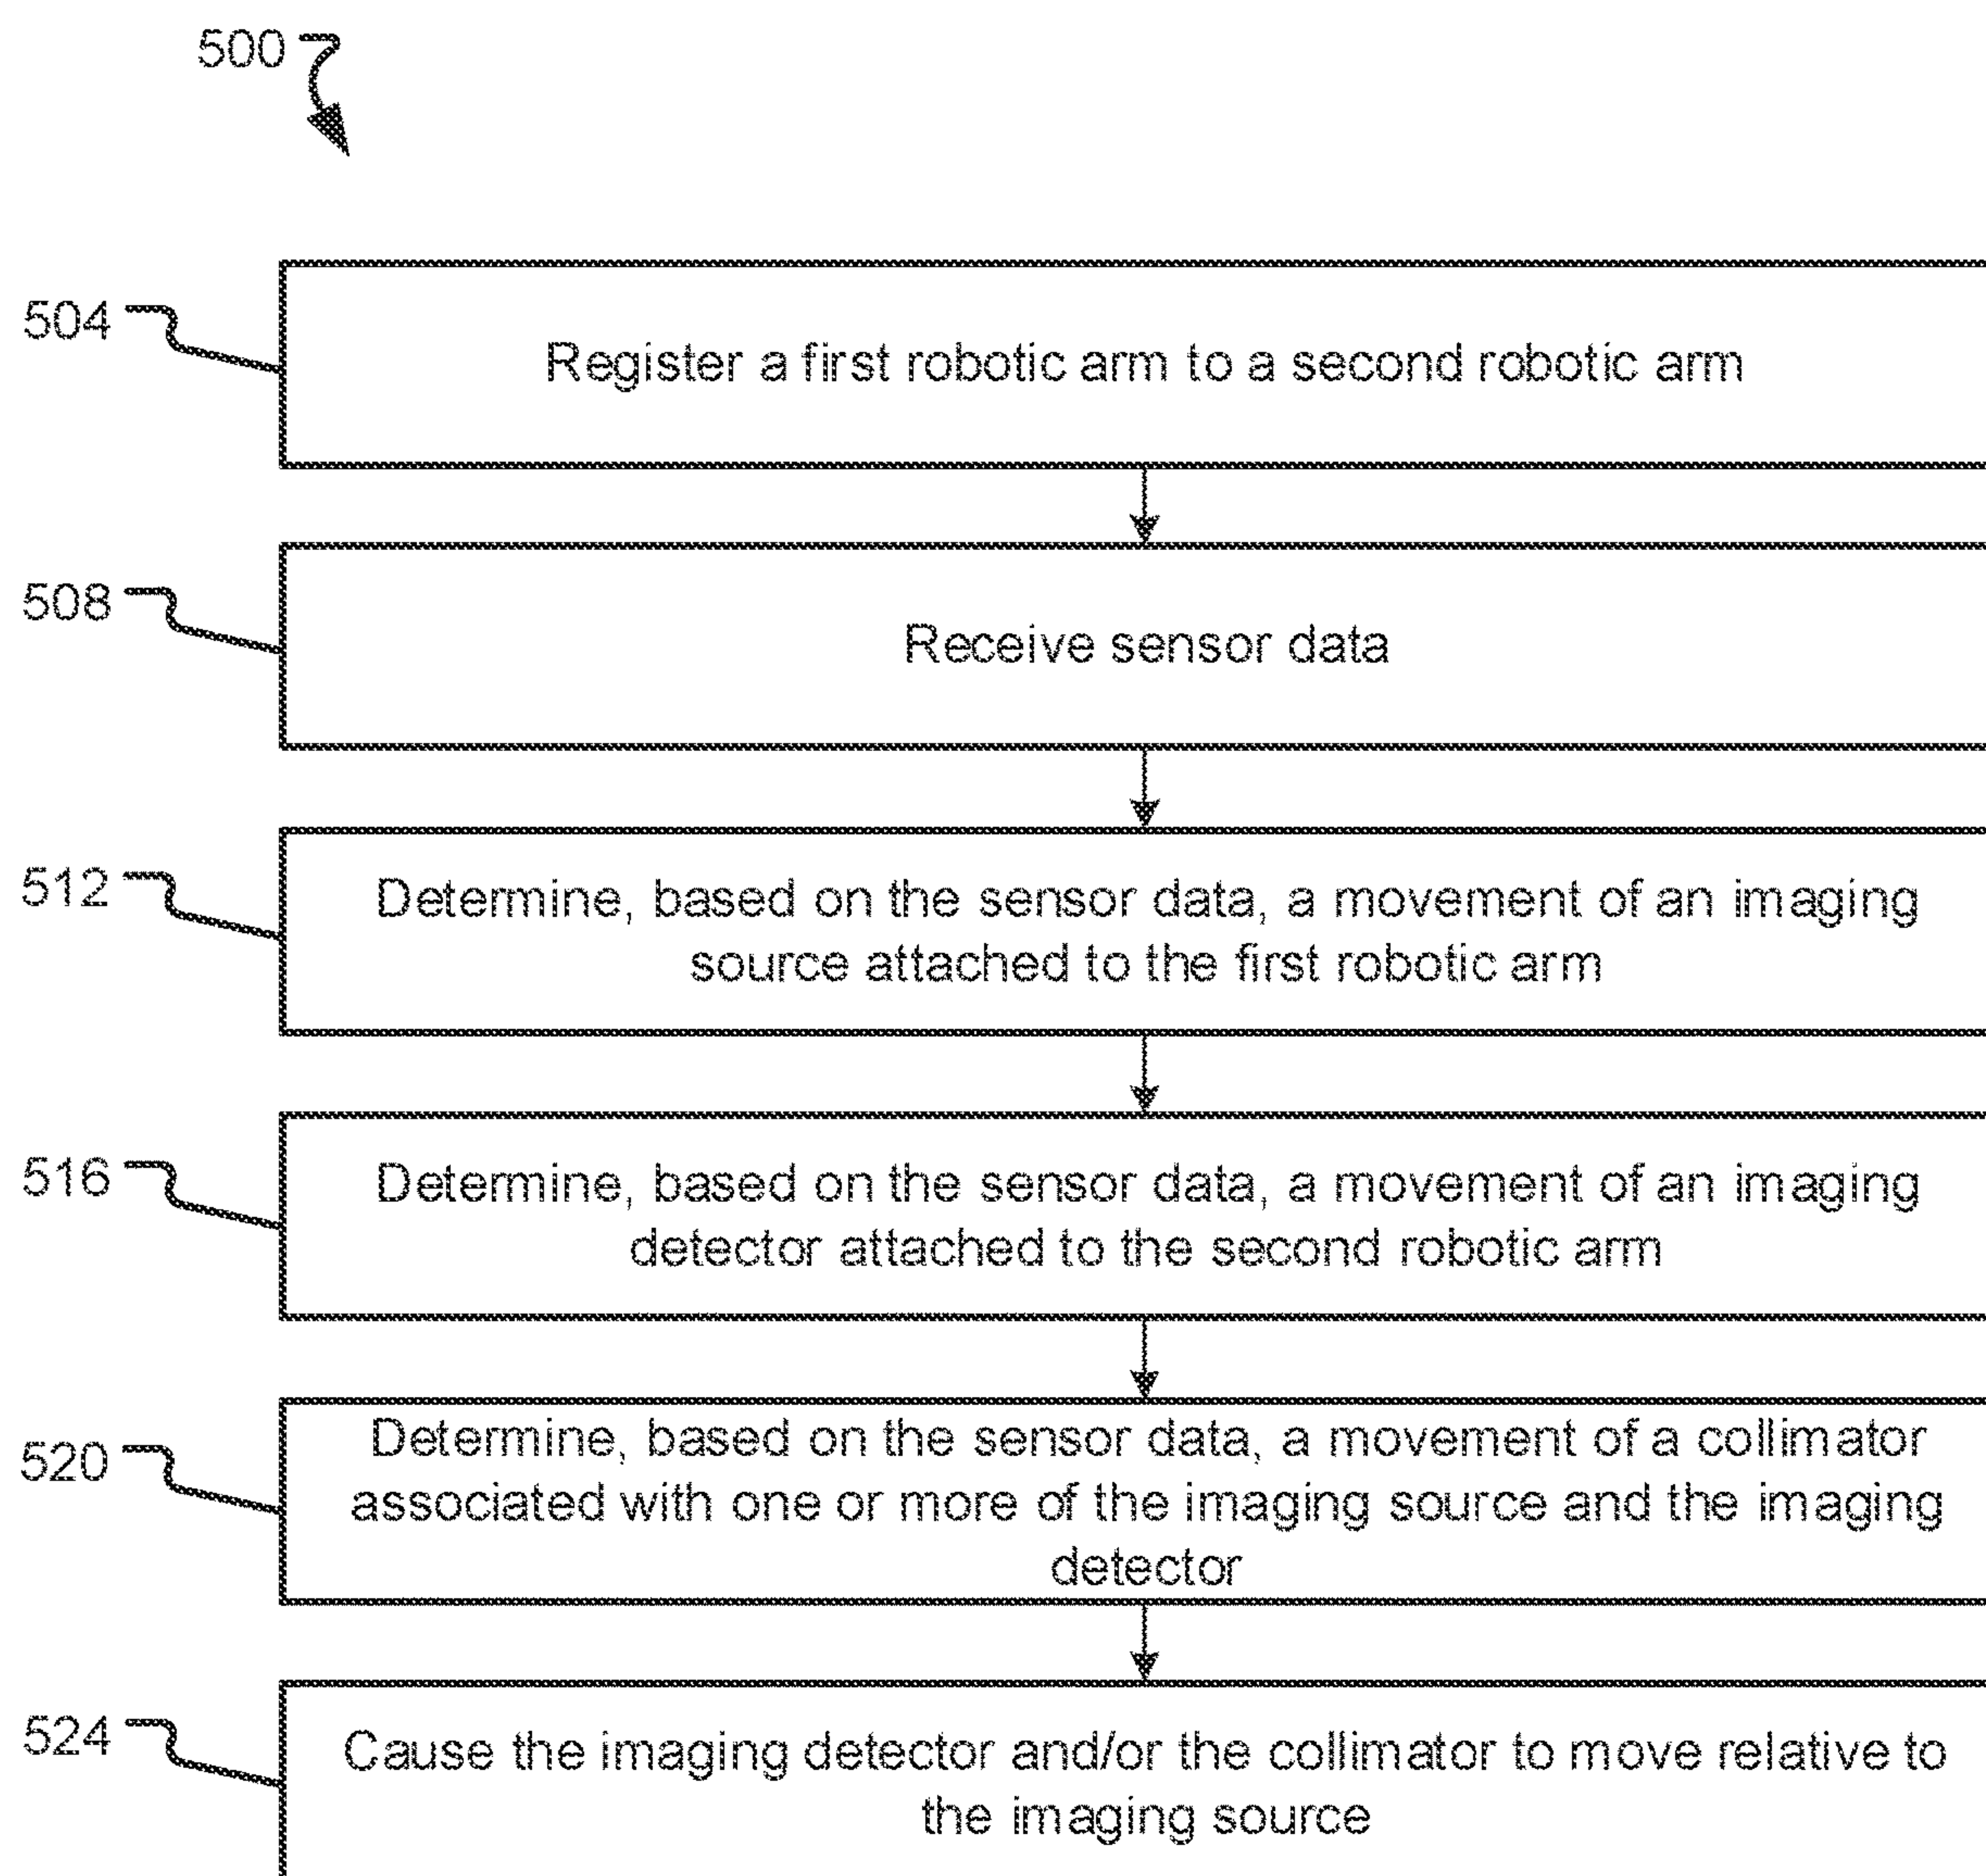 500
504
Register a first robotic arm to a second robotic arm
508
Receive sensor data
512
Determine, based on the sensor data, a movement of an imaging
source attached to the first robotic arm
516
Determine, based on the sensor data, a movement of an imaging
detector attached to the second robotic arm
520
Determine, based on the sensor data, a movement of a collimator
associated with one or more of the imaging source and the imaging
detector
524
Cause the imaging detector and/or the collimator to move relative to
the imaging source